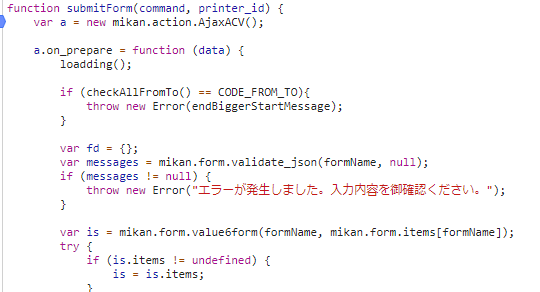 function submitForm(command, printer_id) {
    var a = new mikan.action.AjaxACV();

    a.on_prepare = function (data) {
        loadding();

        if (checkAllFromTo() == CODE_FROM_TO){
            throw new Error(endBiggerStartMessage);
        }

        var fd = {};
        var messages = mikan.form.validate_json(formName, null);
        if (messages != null) {
            throw new Error("エラーが発生しました。入力内容を御確認ください。");
        }

        var is = mikan.form.value6form(formName, mikan.form.items[formName]);
        try {
            if (is.items != undefined) {
                is = is.items;
            }